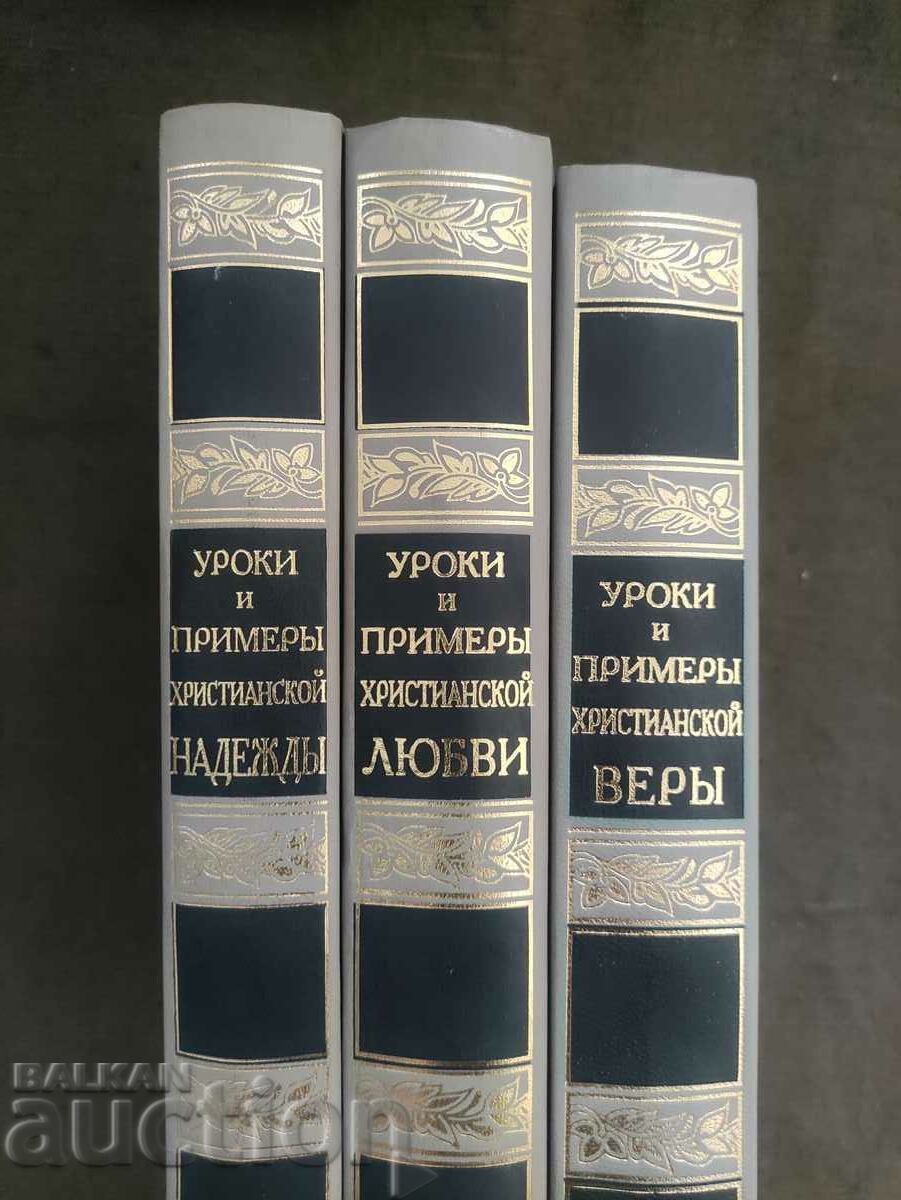 УРОКИ
и
ПРИМЕРЫ
ХРИСТИАНСКОЙ
НАДЕЖДЫ
УРОКИ
и
ПРИМЕРЫ
ХРИСТИАНСКОЙ
ЛЮБВИ
УРОКИ
и
ПРИМЕРЫ
ХРИСТИАНСКОЙ
ВЕРЫ
BALKAN
auction